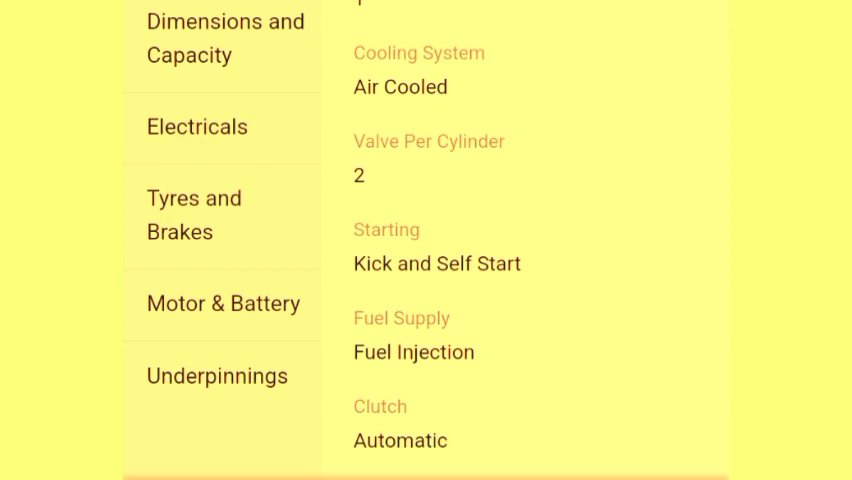 Dimensions and
Capacity
Electricals
Tyres and
Brakes
Motor & Battery
Underpinnings
Cooling System
Air Cooled
Valve Per Cylinder
2
Starting
Kick and Self Start
Fuel Supply
Fuel Injection
Clutch
Automatic